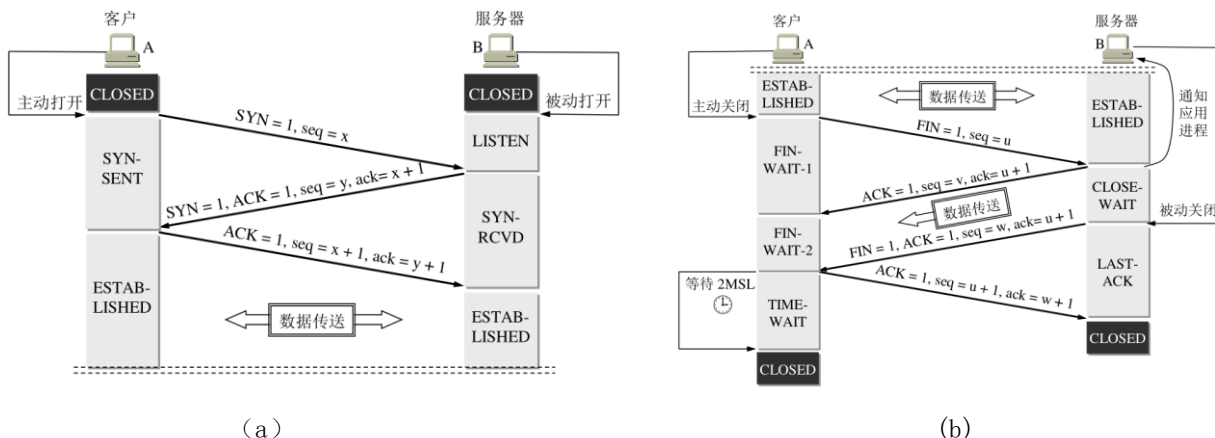 客户
A
CLOSED
主动打开
SYN-
SENT
ESTAB-
LISHED
SYN = 1, seq = x
SYN = 1, ACK = 1, seq = y, ack= x + 1
ACK = 1, seq = x + 1, ack = y + 1
数据传送
服务器
B
CLOSED
被动打开
LISTEN
SYN-
RCVD
ESTAB-
LISHED
(a)
客户
A
ESTAB-
LISHED
主动关闭
FIN-
WAIT-1
FIN-
WAIT-2
等待 2MSL
TIME-
WAIT
CLOSED
数据传送
FIN = 1, seq = u
ACK = 1, seq = v, ack= u + 1
数据传送
FIN = 1, ACK = 1, seq = w, ack= u + 1
ACK = 1, seq = u + 1, ack = w + 1
服务器
B
ESTAB-
LISHED
通知
应用
进程
CLOSE-
WAIT
被动关闭
LAST-
ACK
CLOSED
(b)